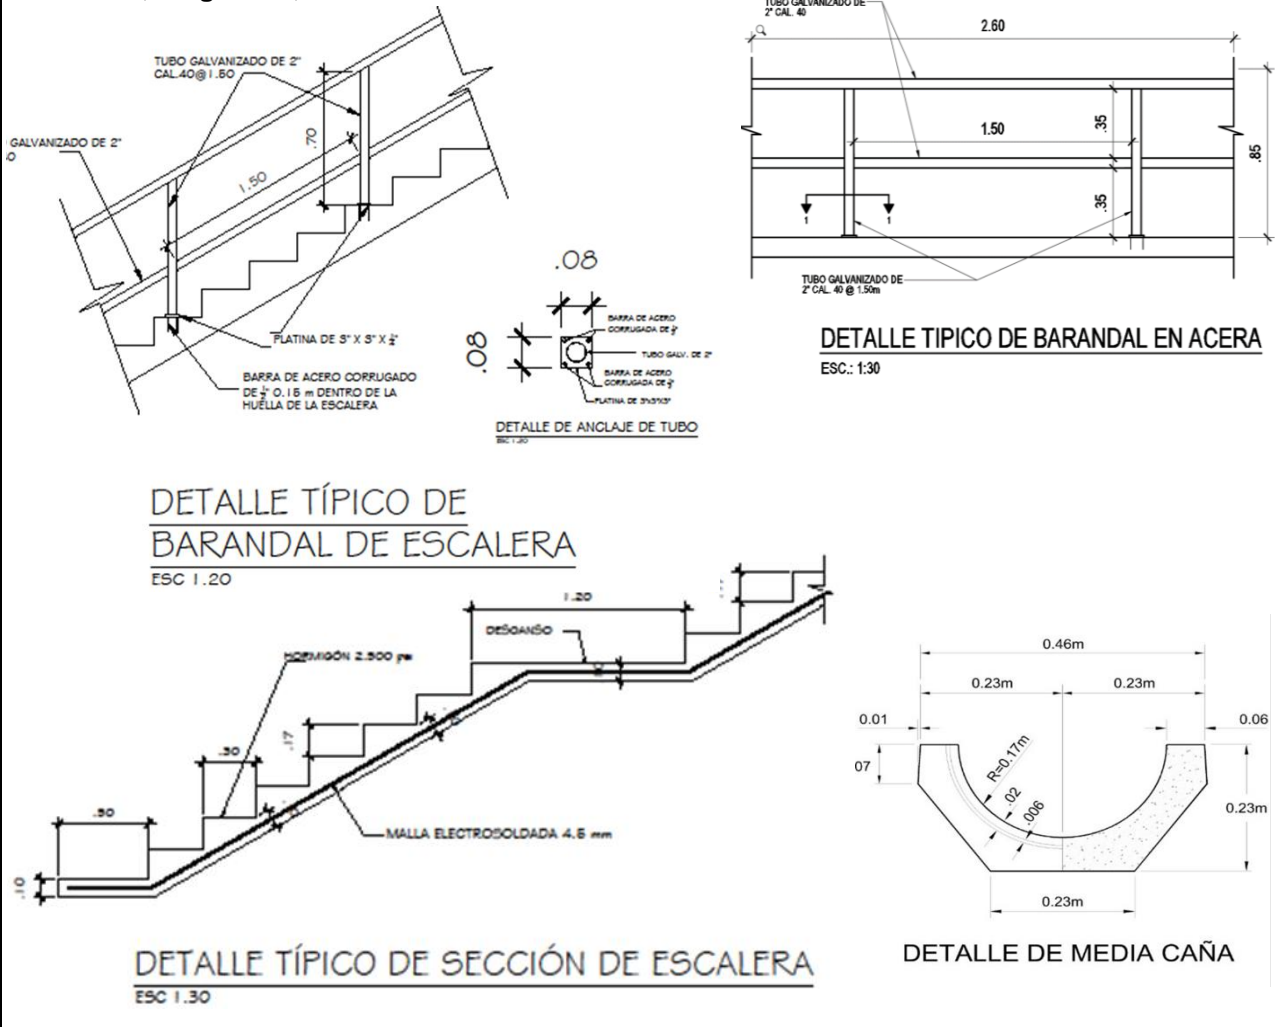 TUBO GALVANIZADO DE 2"
CAL.40@1.50
GALVANIZADO DE 2"
O
.70
1.50
PLATINA DE 3" X 3" X ½"
BARRA DE ACERO CORRUGADO
DE ½" 0.15 m DENTRO DE LA
HUELLA DE LA ESCALERA
DETALLE TÍPICO DE
BARANDAL DE ESCALERA
ESC 1.20
.08
.08
BARRA DE ACERO
CORRUGADA DE ½"
TUBO GALV. DE 2"
BARRA DE ACERO
CORRUGADA DE ½"
PLATINA DE
DETALLE DE ANCLAJE DE TUBO
ESC 1.20
TUBO GALVANIZADO DE
2" CAL. 40
2.60
1.50
.35
.35
.85
1
1
TUBO GALVANIZADO DE
2" CAL. 40 @ 1.50m
DETALLE TIPICO DE BARANDAL EN ACERA
ESC.: 1:30
1.20
DESCANSO
HORMIGÓN 2.500
.17
.30
.90
.10
MALLA ELECTROSOLDADA 4.5 mm
DETALLE TÍPICO DE SECCIÓN DE ESCALERA
ESC 1.30
0.46m
0.23m
0.23m
0.01
0.06
07
R=0.17m
.02
.006
0.23m
0.23m
DETALLE DE MEDIA CAÑA